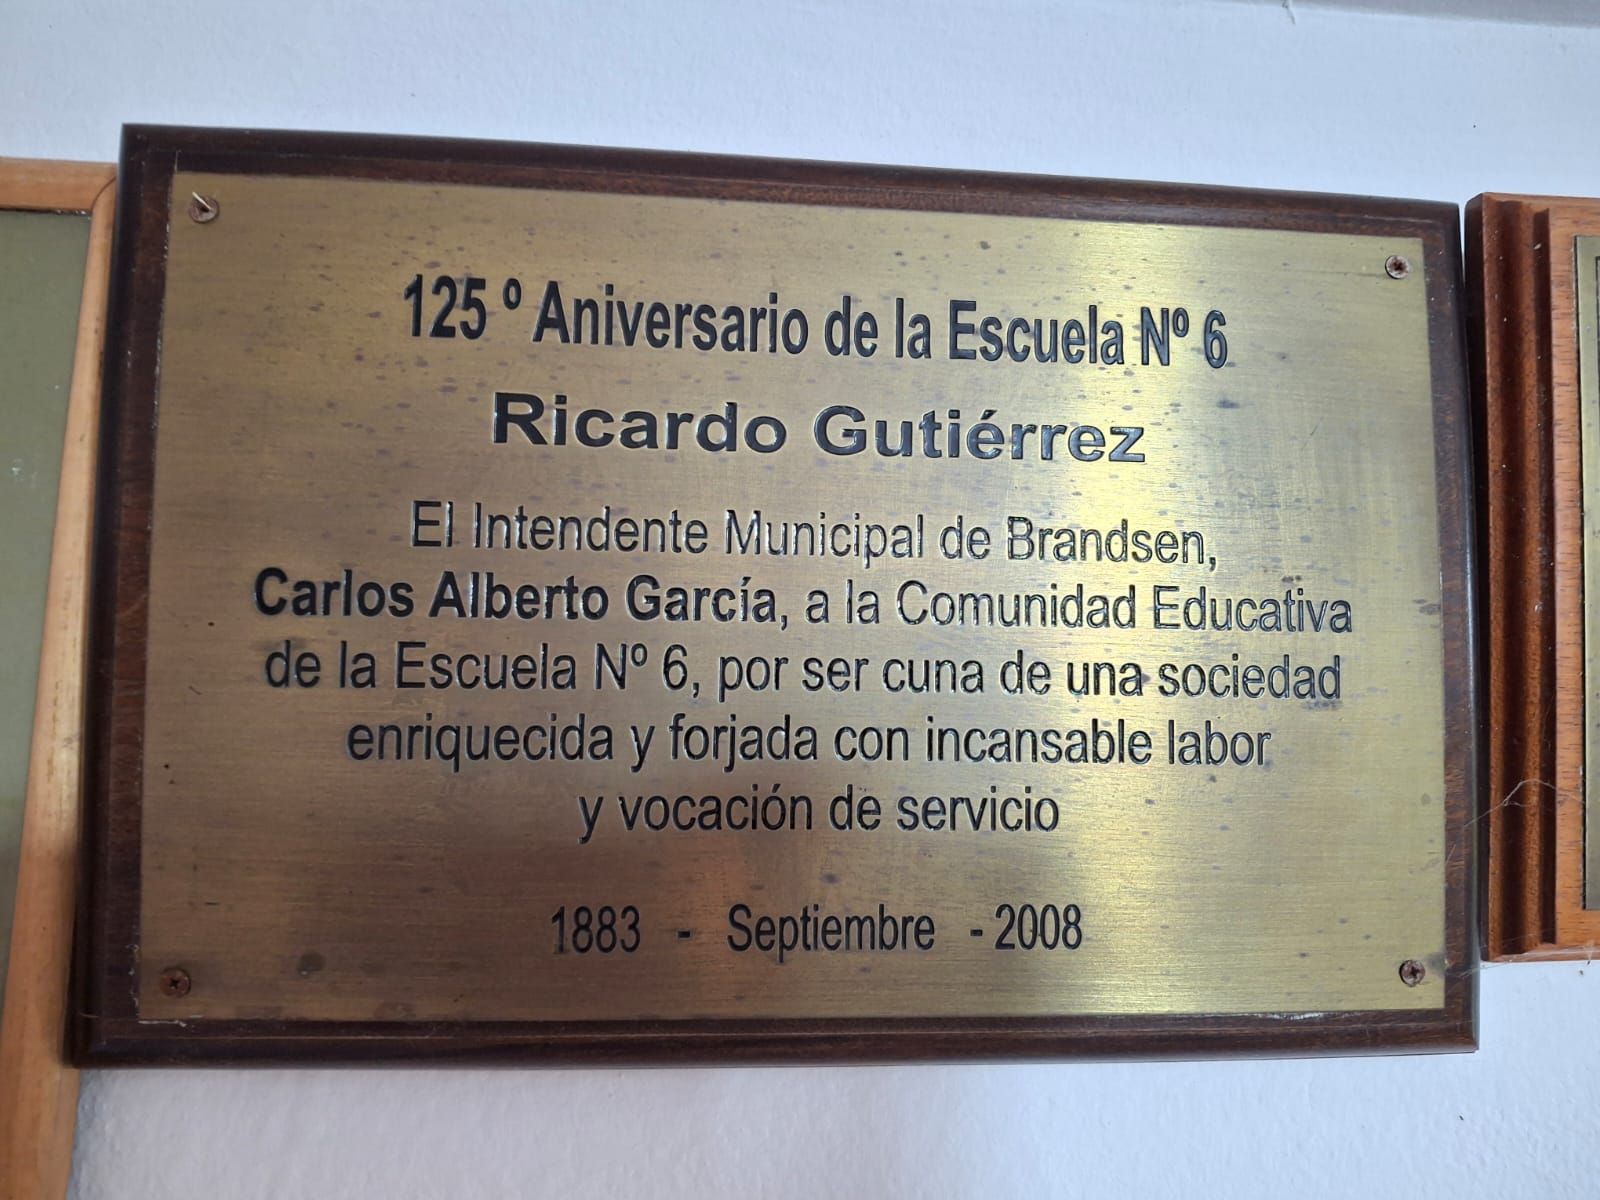 125 º Aniversario de la Escuela Nº 6
Ricardo Gutiérrez
El Intendente Municipal de Brandsen,
Carlos Alberto García, a la Comunidad Educativa
de la Escuela Nº 6, por ser cuna de una sociedad
enriquecida y forjada con incansable labor
y vocación de servicio
1883 - Septiembre - 2008